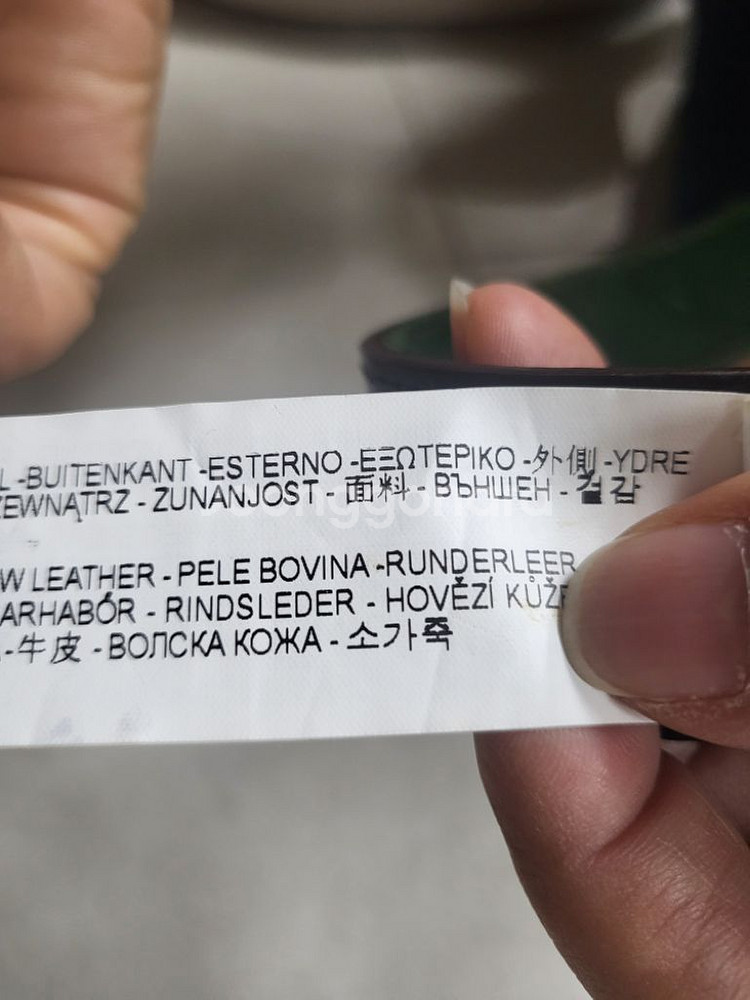 L -BUITENKANT -ESTERNO -ΕΞΩΤΕΡΙΚΟ -外側 -YDRE
ZEWNĄTRZ - ZUNANJOST - 面料 - ВЪНШЕН - 겉감
W LEATHER - PELE BOVINA -RUNDERLEER
ARHABÓR - RINDSLEDER - HOVĚZÍ KŮŽE
-牛皮 - ВОЛСКА КОЖА - 소가죽